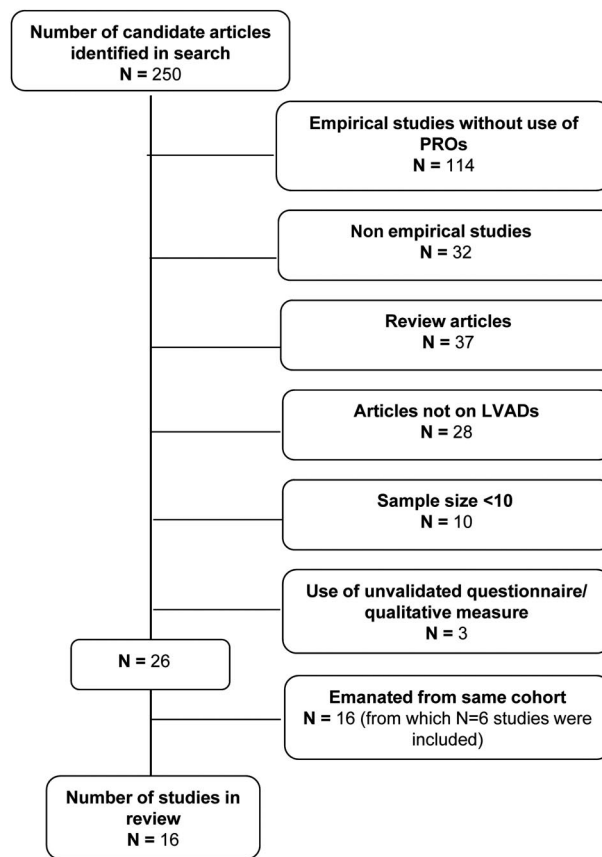 Number of candidate articles
identified in search
N = 250
Empirical studies without use of
PROs
N = 114
Non empirical studies
N = 32
Review articles
N = 37
Articles not on LVADs
N = 28
Sample size <10
N = 10
Use of unvalidated questionnaire/
qualitative measure
N = 3
N = 26
Emanated from same cohort
N = 16 (from which N=6 studies were
included)
Number of studies in
review
N = 16